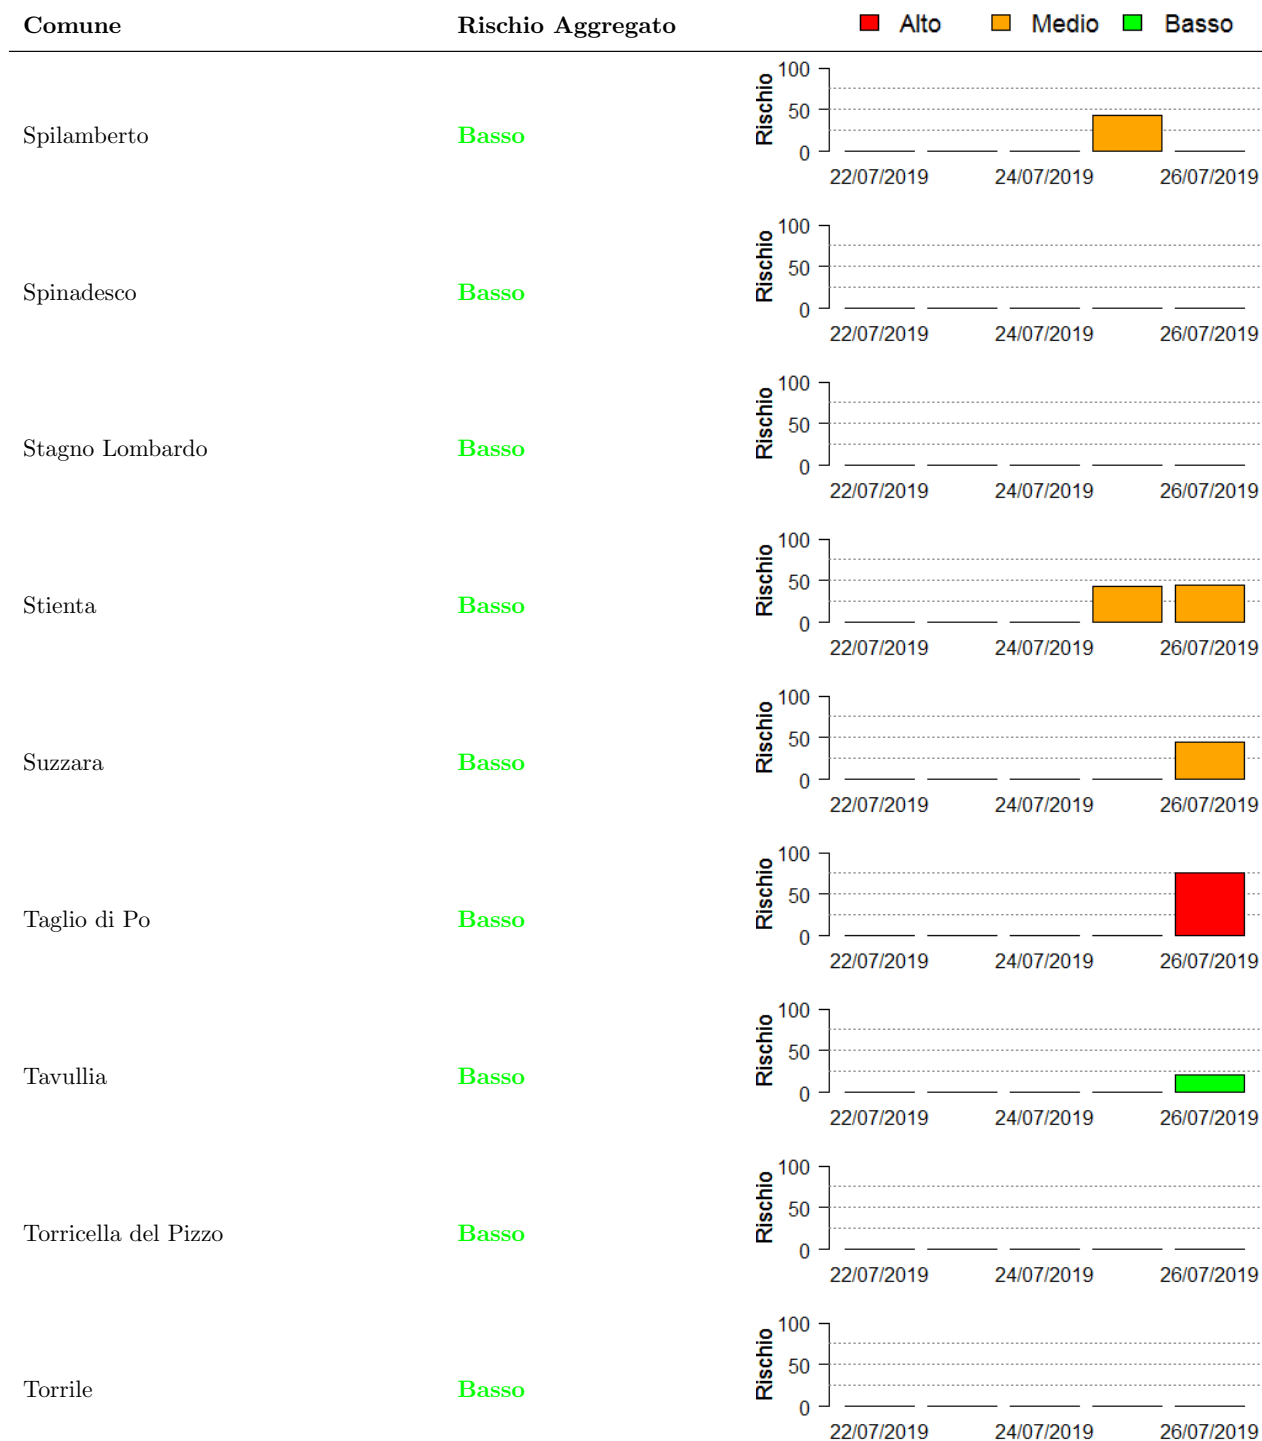 Comune Rischio Aggregato Alto Medio Basso
100
50
0
Rischio
Spilamberto Basso
22/07/2019 24/07/2019 26/07/2019
100
50
0
Rischio
Spinadesco Basso
22/07/2019 24/07/2019 26/07/2019
100
50
0
Rischio
Stagno Lombardo Basso
22/07/2019 24/07/2019 26/07/2019
100
50
0
Rischio
Stienta Basso
22/07/2019 24/07/2019 26/07/2019
100
50
0
Rischio
Suzzara Basso
22/07/2019 24/07/2019 26/07/2019
100
50
0
Rischio
Taglio di Po Basso
22/07/2019 24/07/2019 26/07/2019
100
50
0
Rischio
Tavullia Basso
22/07/2019 24/07/2019 26/07/2019
100
50
0
Rischio
Torricella del Pizzo Basso
22/07/2019 24/07/2019 26/07/2019
100
50
0
Rischio
Torrile Basso
22/07/2019 24/07/2019 26/07/2019